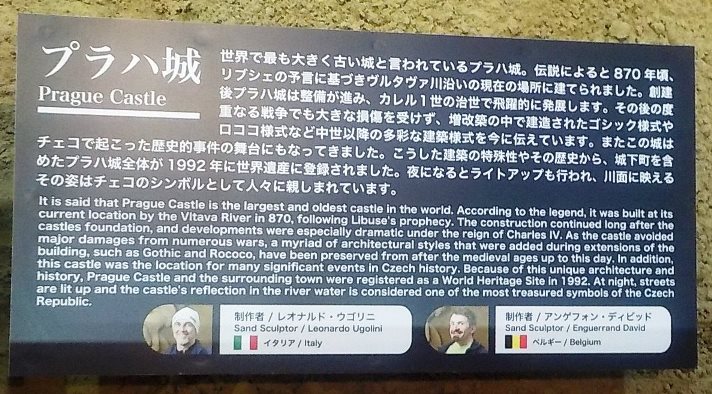 プラハ城
Prague Castle
世界で最も大きく古い城と言われているプラハ城。伝説によると870年頃、
リブシェの予言に基づきヴルタヴァ川沿いの現在の場所に建てられました。創建
後プラハ城は整備が進み、カレル1世の治世で飛躍的に発展します。その後の度
重なる戦争でも大きな損傷を受けず、増改築の中で建造されたゴシック様式や
ロココ様式など中世以降の多彩な建築様式を今に伝えています。またこの城は
チェコで起こった歴史的事件の舞台にもなってきました。こうした建築の特殊性やその歴史から、城下町を含
めたプラハ城全体が1992年に世界遺産に登録されました。夜になるとライトアップも行われ、川面に映える
その姿はチェコのシンボルとして人々に親しまれています。
It is said that Prague Castle is the largest and oldest castle in the world. According to the legend, it was built at its
current location by the Vltava River in 870, following Libuse's prophecy. The construction continued long after the
castles foundation, and developments were especially dramatic under the reign of Charles IV. As the castle avoided
major damages from numerous wars, a myriad of architectural styles that were added during extensions of the
building, such as Gothic and Rococo, have been preserved from after the medieval ages up to this day. In addition,
this castle was the location for many significant events in Czech history. Because of this unique architecture and
history, Prague Castle and the surrounding town were registered as a World Heritage Site in 1992. At night, streets
are lit up and the castle's reflection in the river water is considered one of the most treasured symbols of the Czech
Republic.
制作者 / レオナルド・ウゴリニ
Sand Sculptor / Leonardo Ugolini
イタリア / Italy
制作者 / アンゲフォン・ディビッド
Sand Sculptor / Enguerrand David
ベルギー / Belgium